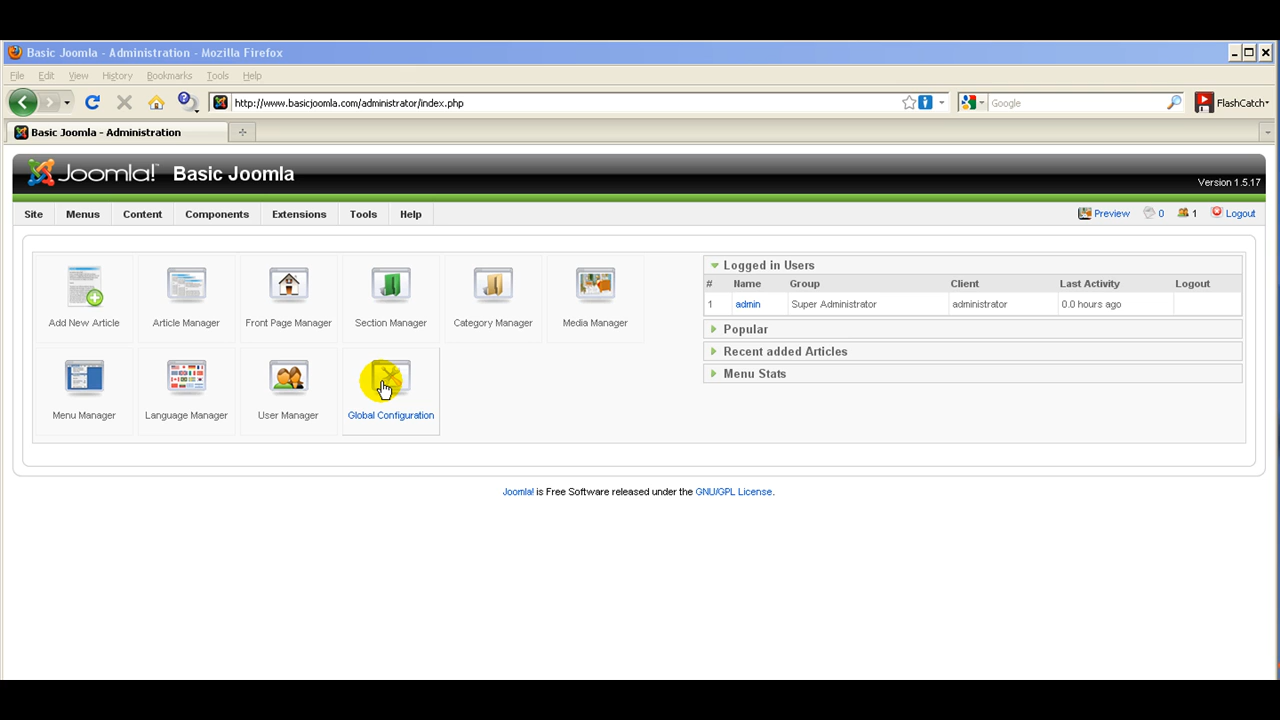 Basic Joomla - Administration - Mozilla Firefox
File Edit View History Bookmarks Tools Help
http://www.basicjoomla.com/administrator/index.php Google FlashCatch
Basic Joomla - Administration
Joomla!™ Basic Joomla
Version 1.5.17
Site Menus Content Components Extensions Tools Help Preview 0 1 Logout
Logged in Users
# Name Group Client Last Activity Logout
1 admin Super Administrator administrator 0.0 hours ago
Add New Article Article Manager Front Page Manager Section Manager Category Manager Media Manager
Popular
Recent added Articles
Menu Stats
Menu Manager Language Manager User Manager Global Configuration
Joomla! is Free Software released under the GNU/GPL License.